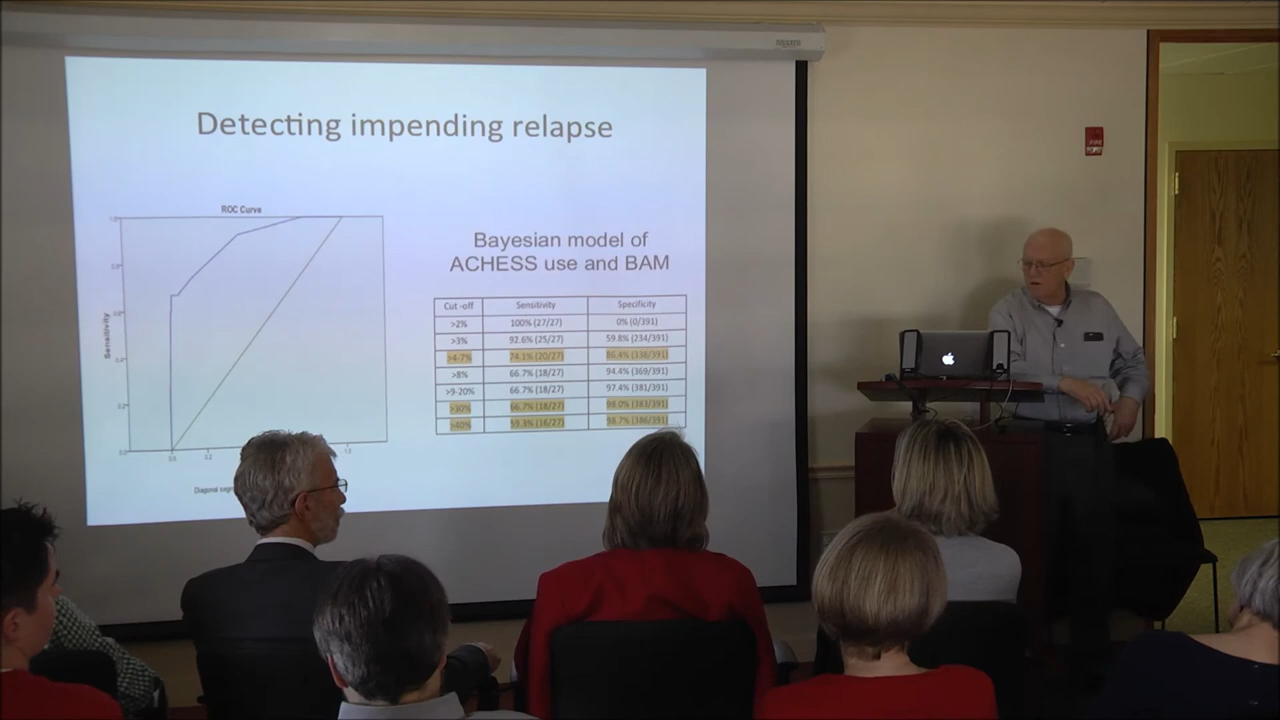 Detecting impending relapse
ROC Curve
Sensitivity
Bayesian model of
ACHESS use and BAM
Cut-off Sensitivity Specificity
>2% 100% (27/27) 0% (0/391)
>3% 92.6% (25/27) 59.8% (234/391)
>4-7% 74.1% (20/27) 86.4% (338/391)
>8% 66.7% (18/27) 94.4% (369/391)
>9-20% 66.7% (18/27) 97.4% (381/391)
>30% 66.7% (18/27) 98.0% (383/391)
>40% 59.3% (16/27) 98.7% (386/391)
Diagonal